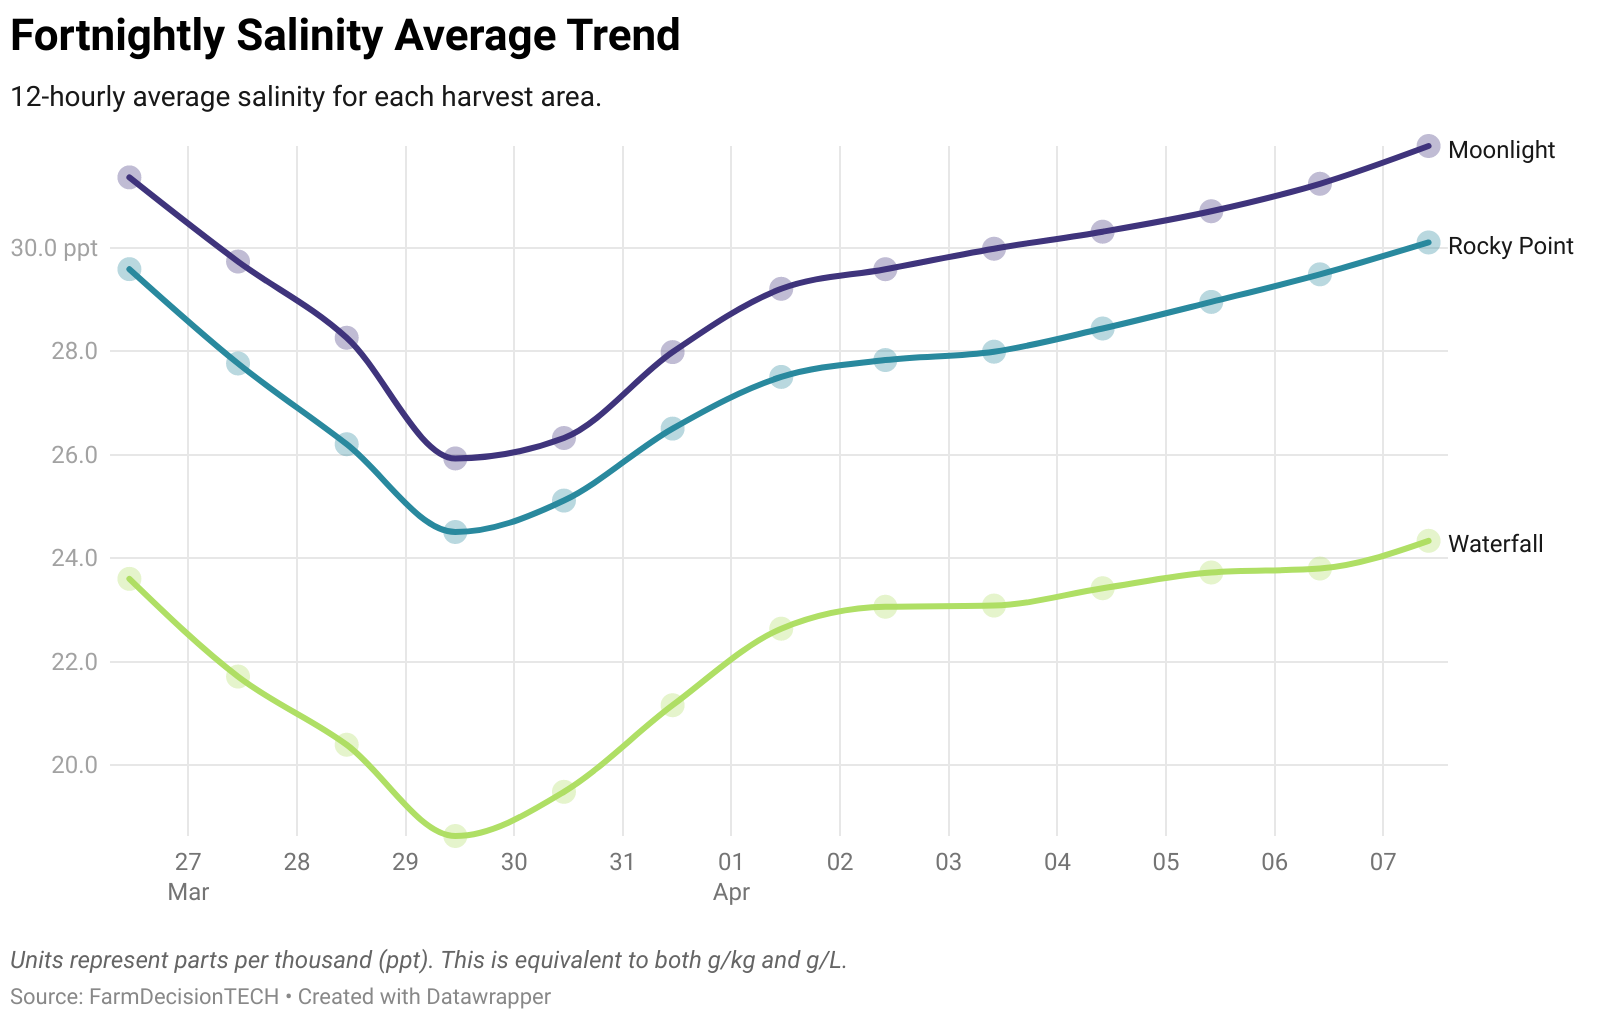 Fortnightly Salinity Average Trend
12-hourly average salinity for each harvest area.
Moonlight
30.0 ppt
Rocky Point
28.0
26.0
24.0
Waterfall
22.0
20.0
27 28 29 30 31 01 02 03 04 05 06 07
Mar Apr
Units represent parts per thousand (ppt). This is equivalent to both g/kg and g/L.
Source: FarmDecisionTECH • Created with Datawrapper